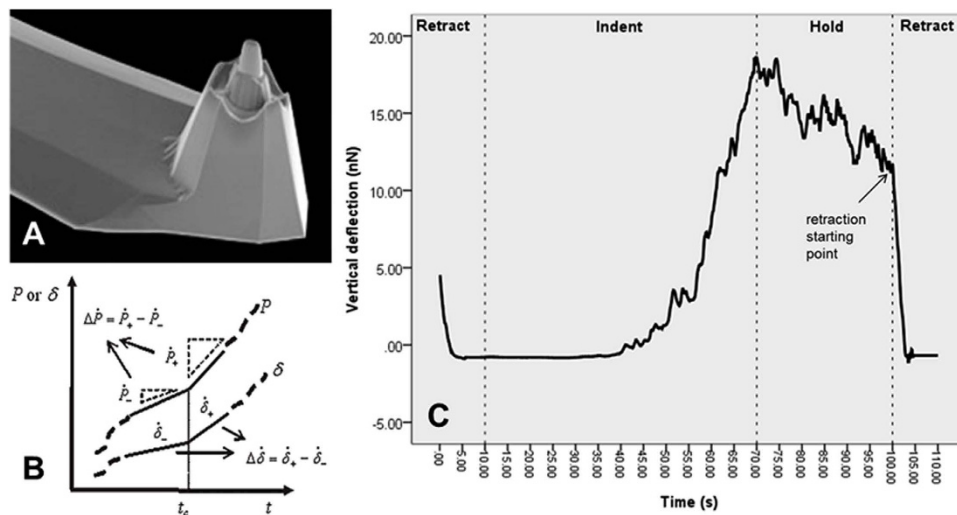 A
B
P or δ
ΔṖ = Ṗ₊ − Ṗ₋
Ṗ₊
Ṗ₋
P
δ
δ̇₊
δ̇₋
Δδ̇ = δ̇₊ − δ̇₋
t_c
t
Retract Indent Hold Retract
20.00
15.00
10.00
5.00
.00
-5.00
Vertical deflection (nN)
retraction
starting
point
C
.00 5.00 10.00 15.00 20.00 25.00 30.00 35.00 40.00 45.00 50.00 55.00 60.00 65.00 70.00 75.00 80.00 85.00 90.00 95.00 100.00 105.00 110.00
Time (s)